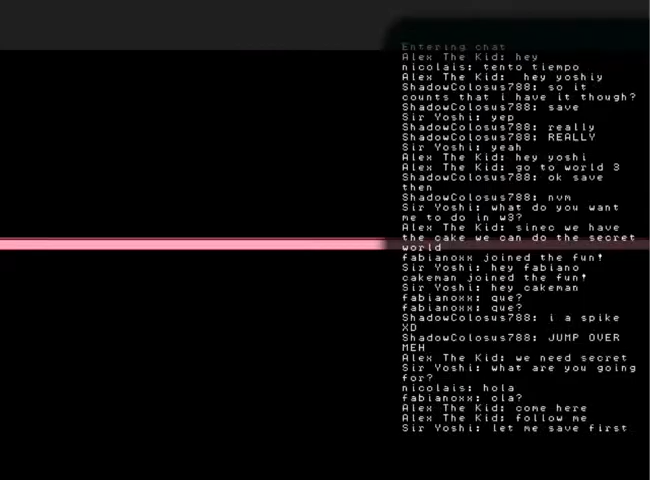 Entering chat
Alex The Kid: hey
nicolais: tento tiempo
Alex The Kid:  hey yoshiy
ShadowColosus788: so it
counts that i have it though?
ShadowColosus788: save
Sir Yoshi: yep
ShadowColosus788: really
ShadowColosus788: REALLY
Sir Yoshi: yeah
Alex The Kid: hey yoshi
Alex The Kid: go to world 3
ShadowColosus788: ok save
then
ShadowColosus788: nvm
Sir Yoshi: what do you want
me to do in w3?
Alex The Kid: sinec we have
the cake we can do the secret
world
fabianoxx joined the fun!
Sir Yoshi: hey fabiano
cakeman joined the fun!
Sir Yoshi: hey cakeman
fabianoxx: que?
fabianoxx: que?
ShadowColosus788: i a spike
XD
ShadowColosus788: JUMP OVER
MEH
Alex The Kid: we need secret
Sir Yoshi: what are you going
for?
nicolais: hola
fabianoxx: ola?
Alex The Kid: come here
Alex The Kid: follow me
Sir Yoshi: let me save first